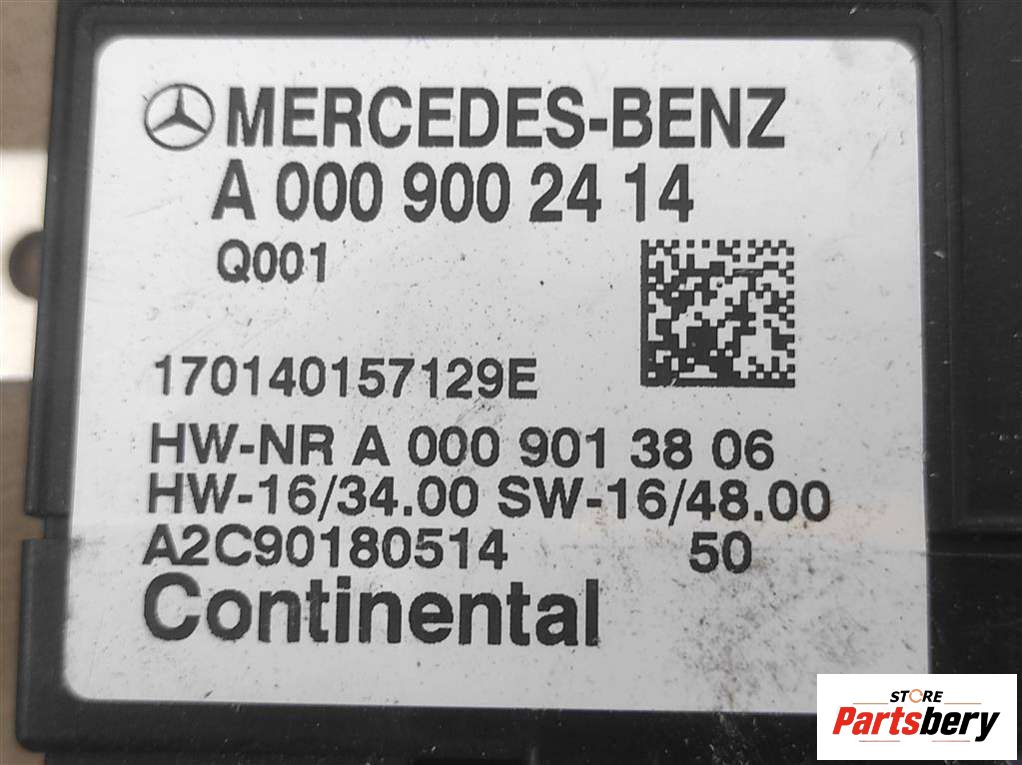 MERCEDES-BENZ
A 000 900 24 14
Q001
170140157129E
HW-NR A 000 901 38 06
HW-16/34.00 SW-16/48.00
A2C90180514 50
Continental
STORE
Partsbery